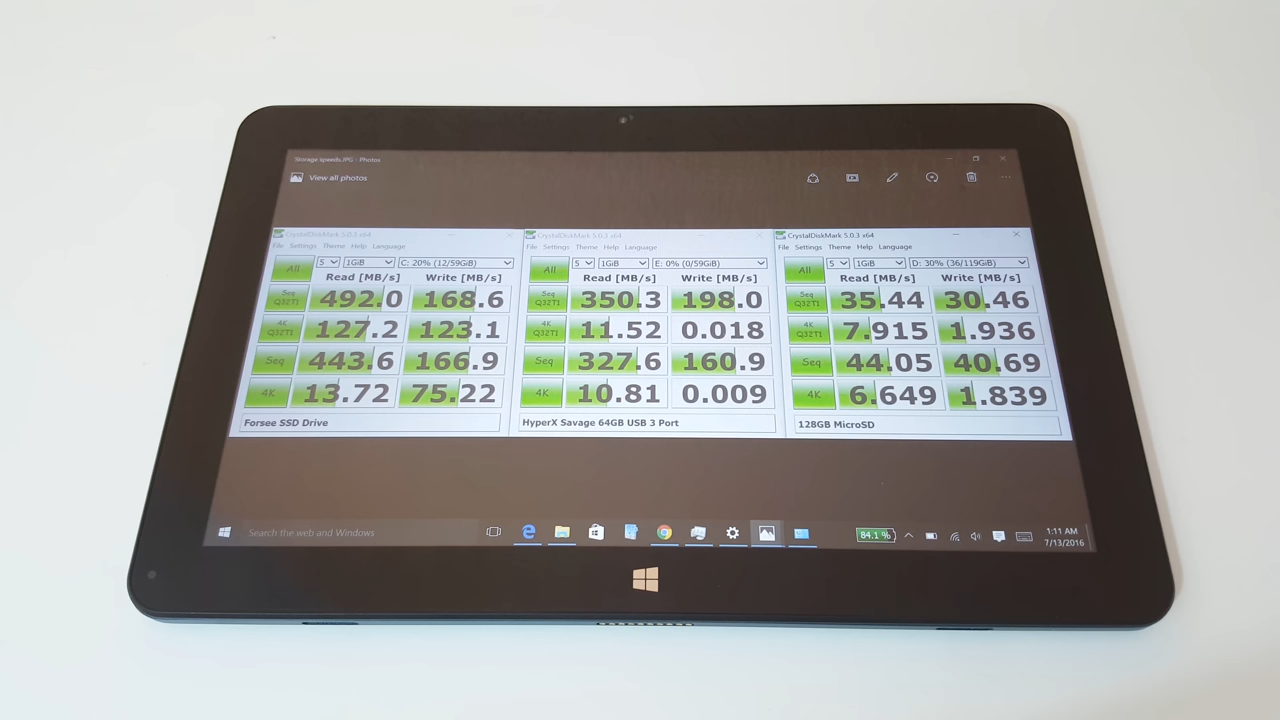 Storage speeds.JPG - Photos
View all photos
CrystalDiskMark 5.0.3 x64
File Settings Theme Help Language
All 5 1GiB C: 20% (12/59GiB)
Read [MB/s] Write [MB/s]
Seq Q32T1 492.0 168.6
4K Q32T1 127.2 123.1
Seq 443.6 166.9
4K 13.72 75.22
Forsee SSD Drive
CrystalDiskMark 5.0.3 x64
File Settings Theme Help Language
All 5 1GiB E: 0% (0/59GiB)
Read [MB/s] Write [MB/s]
Seq Q32T1 350.3 198.0
4K Q32T1 11.52 0.018
Seq 327.6 160.9
4K 10.81 0.009
HyperX Savage 64GB USB 3 Port
CrystalDiskMark 5.0.3 x64
File Settings Theme Help Language
All 5 1GiB D: 30% (36/119GiB)
Read [MB/s] Write [MB/s]
Seq Q32T1 35.44 30.46
4K Q32T1 7.915 1.936
Seq 44.05 40.69
4K 6.649 1.839
128GB MicroSD
Search the web and Windows
84.1 %
1:11 AM
7/13/2016